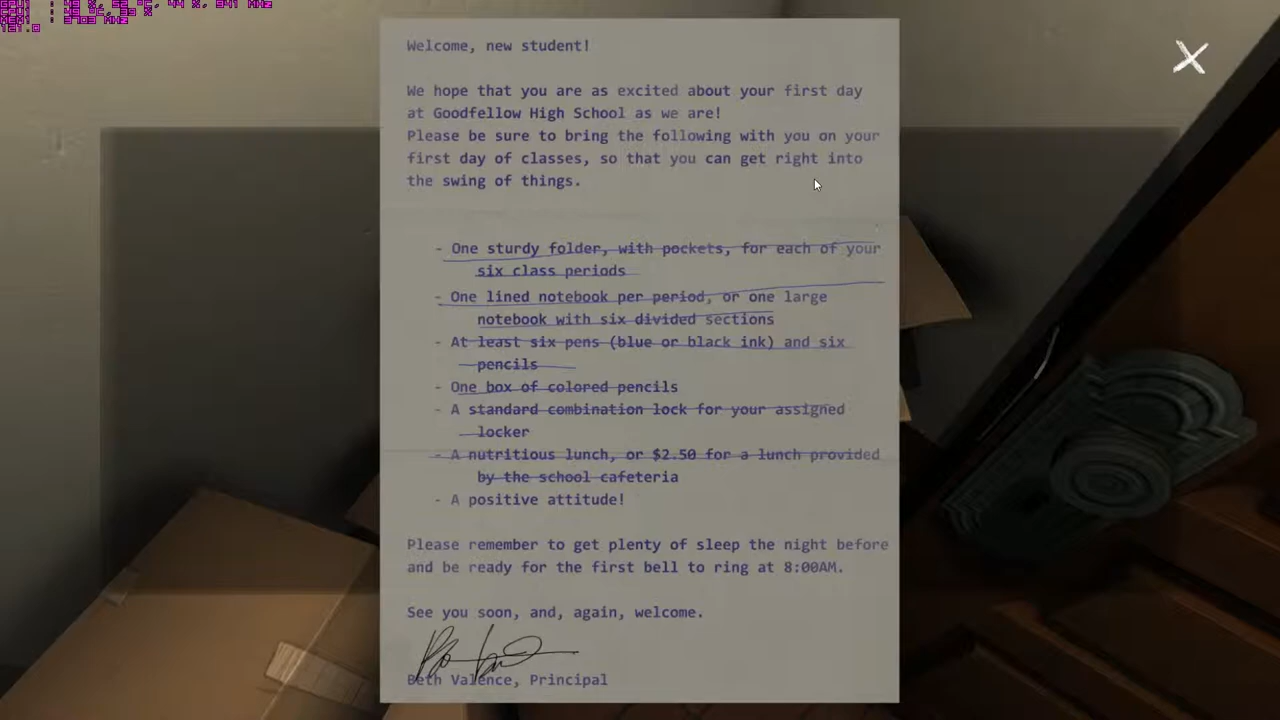 Welcome, new student!
We hope that you are as excited about your first day
at Goodfellow High School as we are!
Please be sure to bring the following with you on your
first day of classes, so that you can get right into
the swing of things.
- One sturdy folder, with pockets, for each of your
six class periods
- One lined notebook per period, or one large
notebook with six divided sections
- At least six pens (blue or black ink) and six
pencils
- One box of colored pencils
- A standard combination lock for your assigned
locker
- A nutritious lunch, or $2.50 for a lunch provided
by the school cafeteria
- A positive attitude!
Please remember to get plenty of sleep the night before
and be ready for the first bell to ring at 8:00AM.
See you soon, and, again, welcome.
Beth Valence, Principal